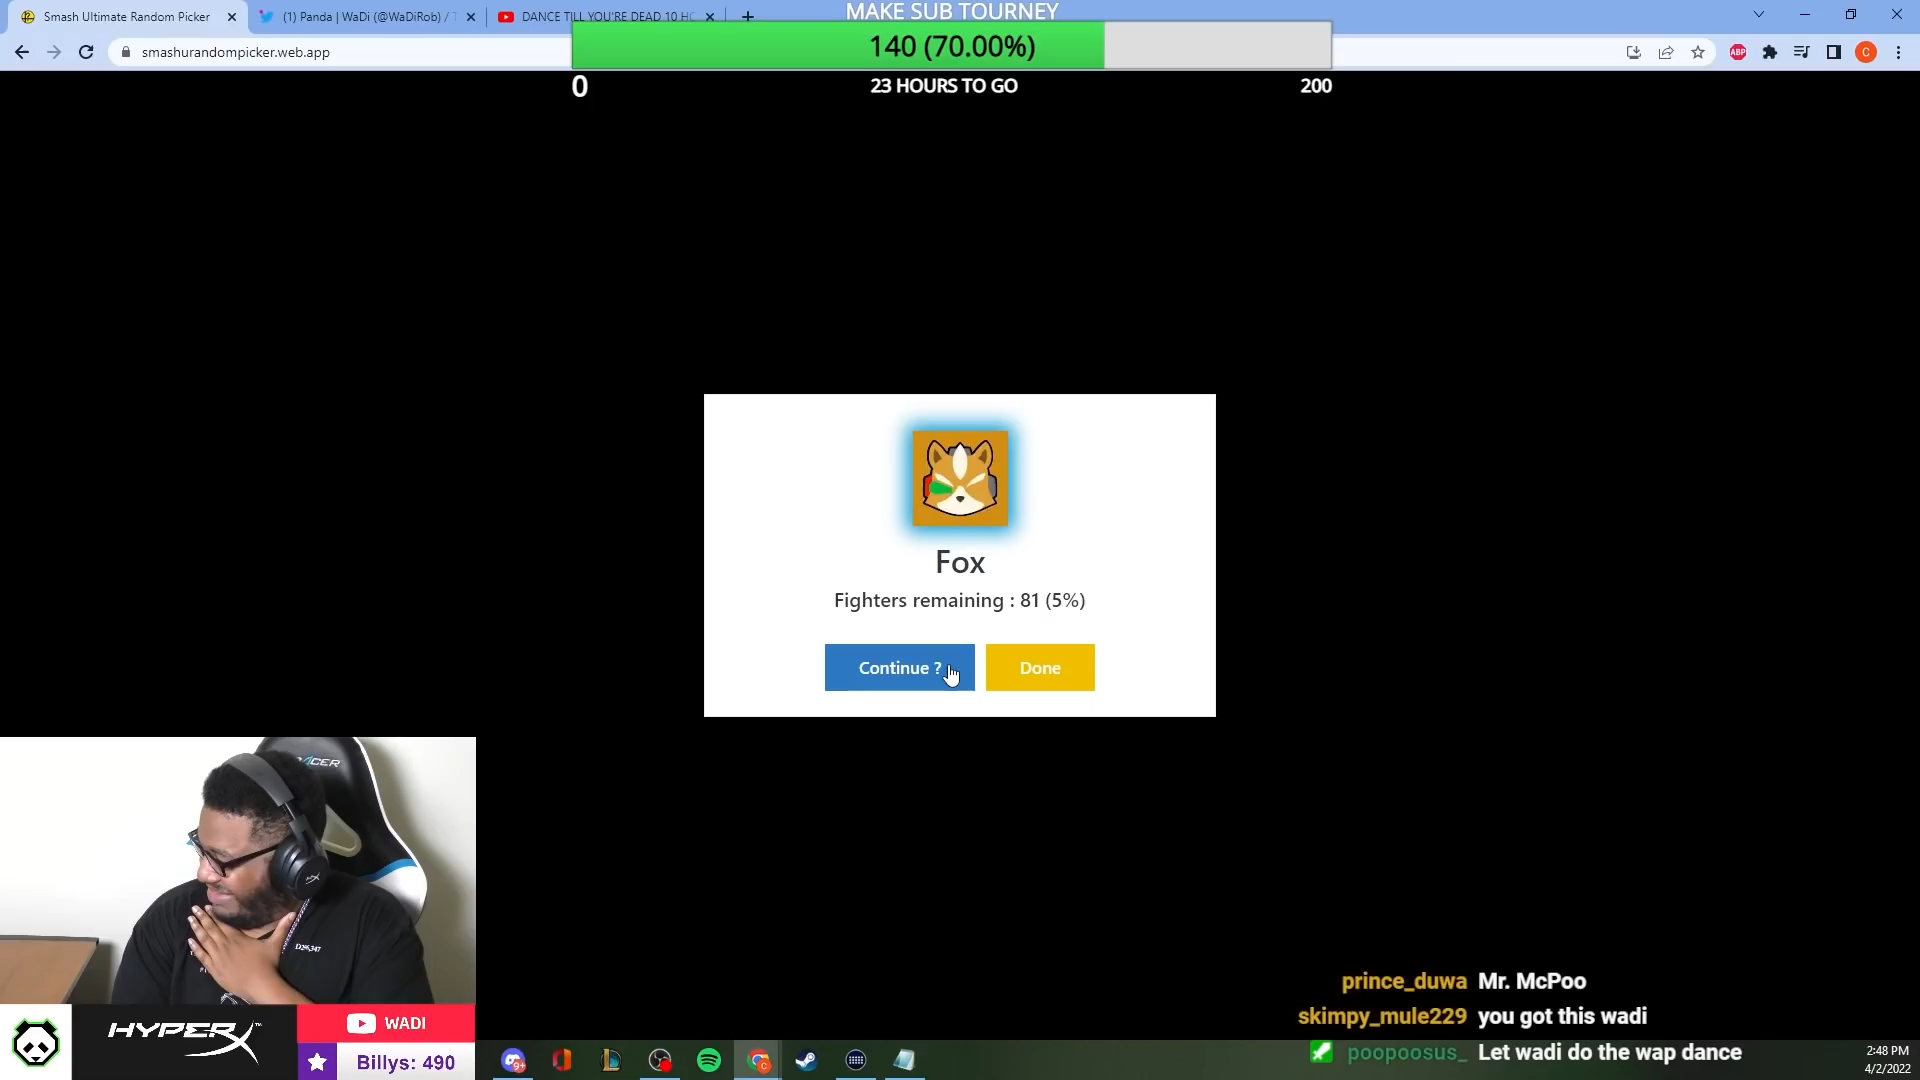 Smash Ultimate Random Picker
(1) Panda | WaDi (@WaDiRob) / T
DANCE TILL YOU'RE DEAD 10 HO
MAKE SUB TOURNEY
smashurandompicker.web.app
140 (70.00%)
ABP
C
0
23 HOURS TO GO
200
Fox
Fighters remaining : 81 (5%)
Continue ?
Done
prince_duwa Mr. McPoo
skimpy_mule229 you got this wadi
poopoosus_ Let wadi do the wap dance
HYPERX
WADI
Billys: 490
9+
2:48 PM
4/2/2022